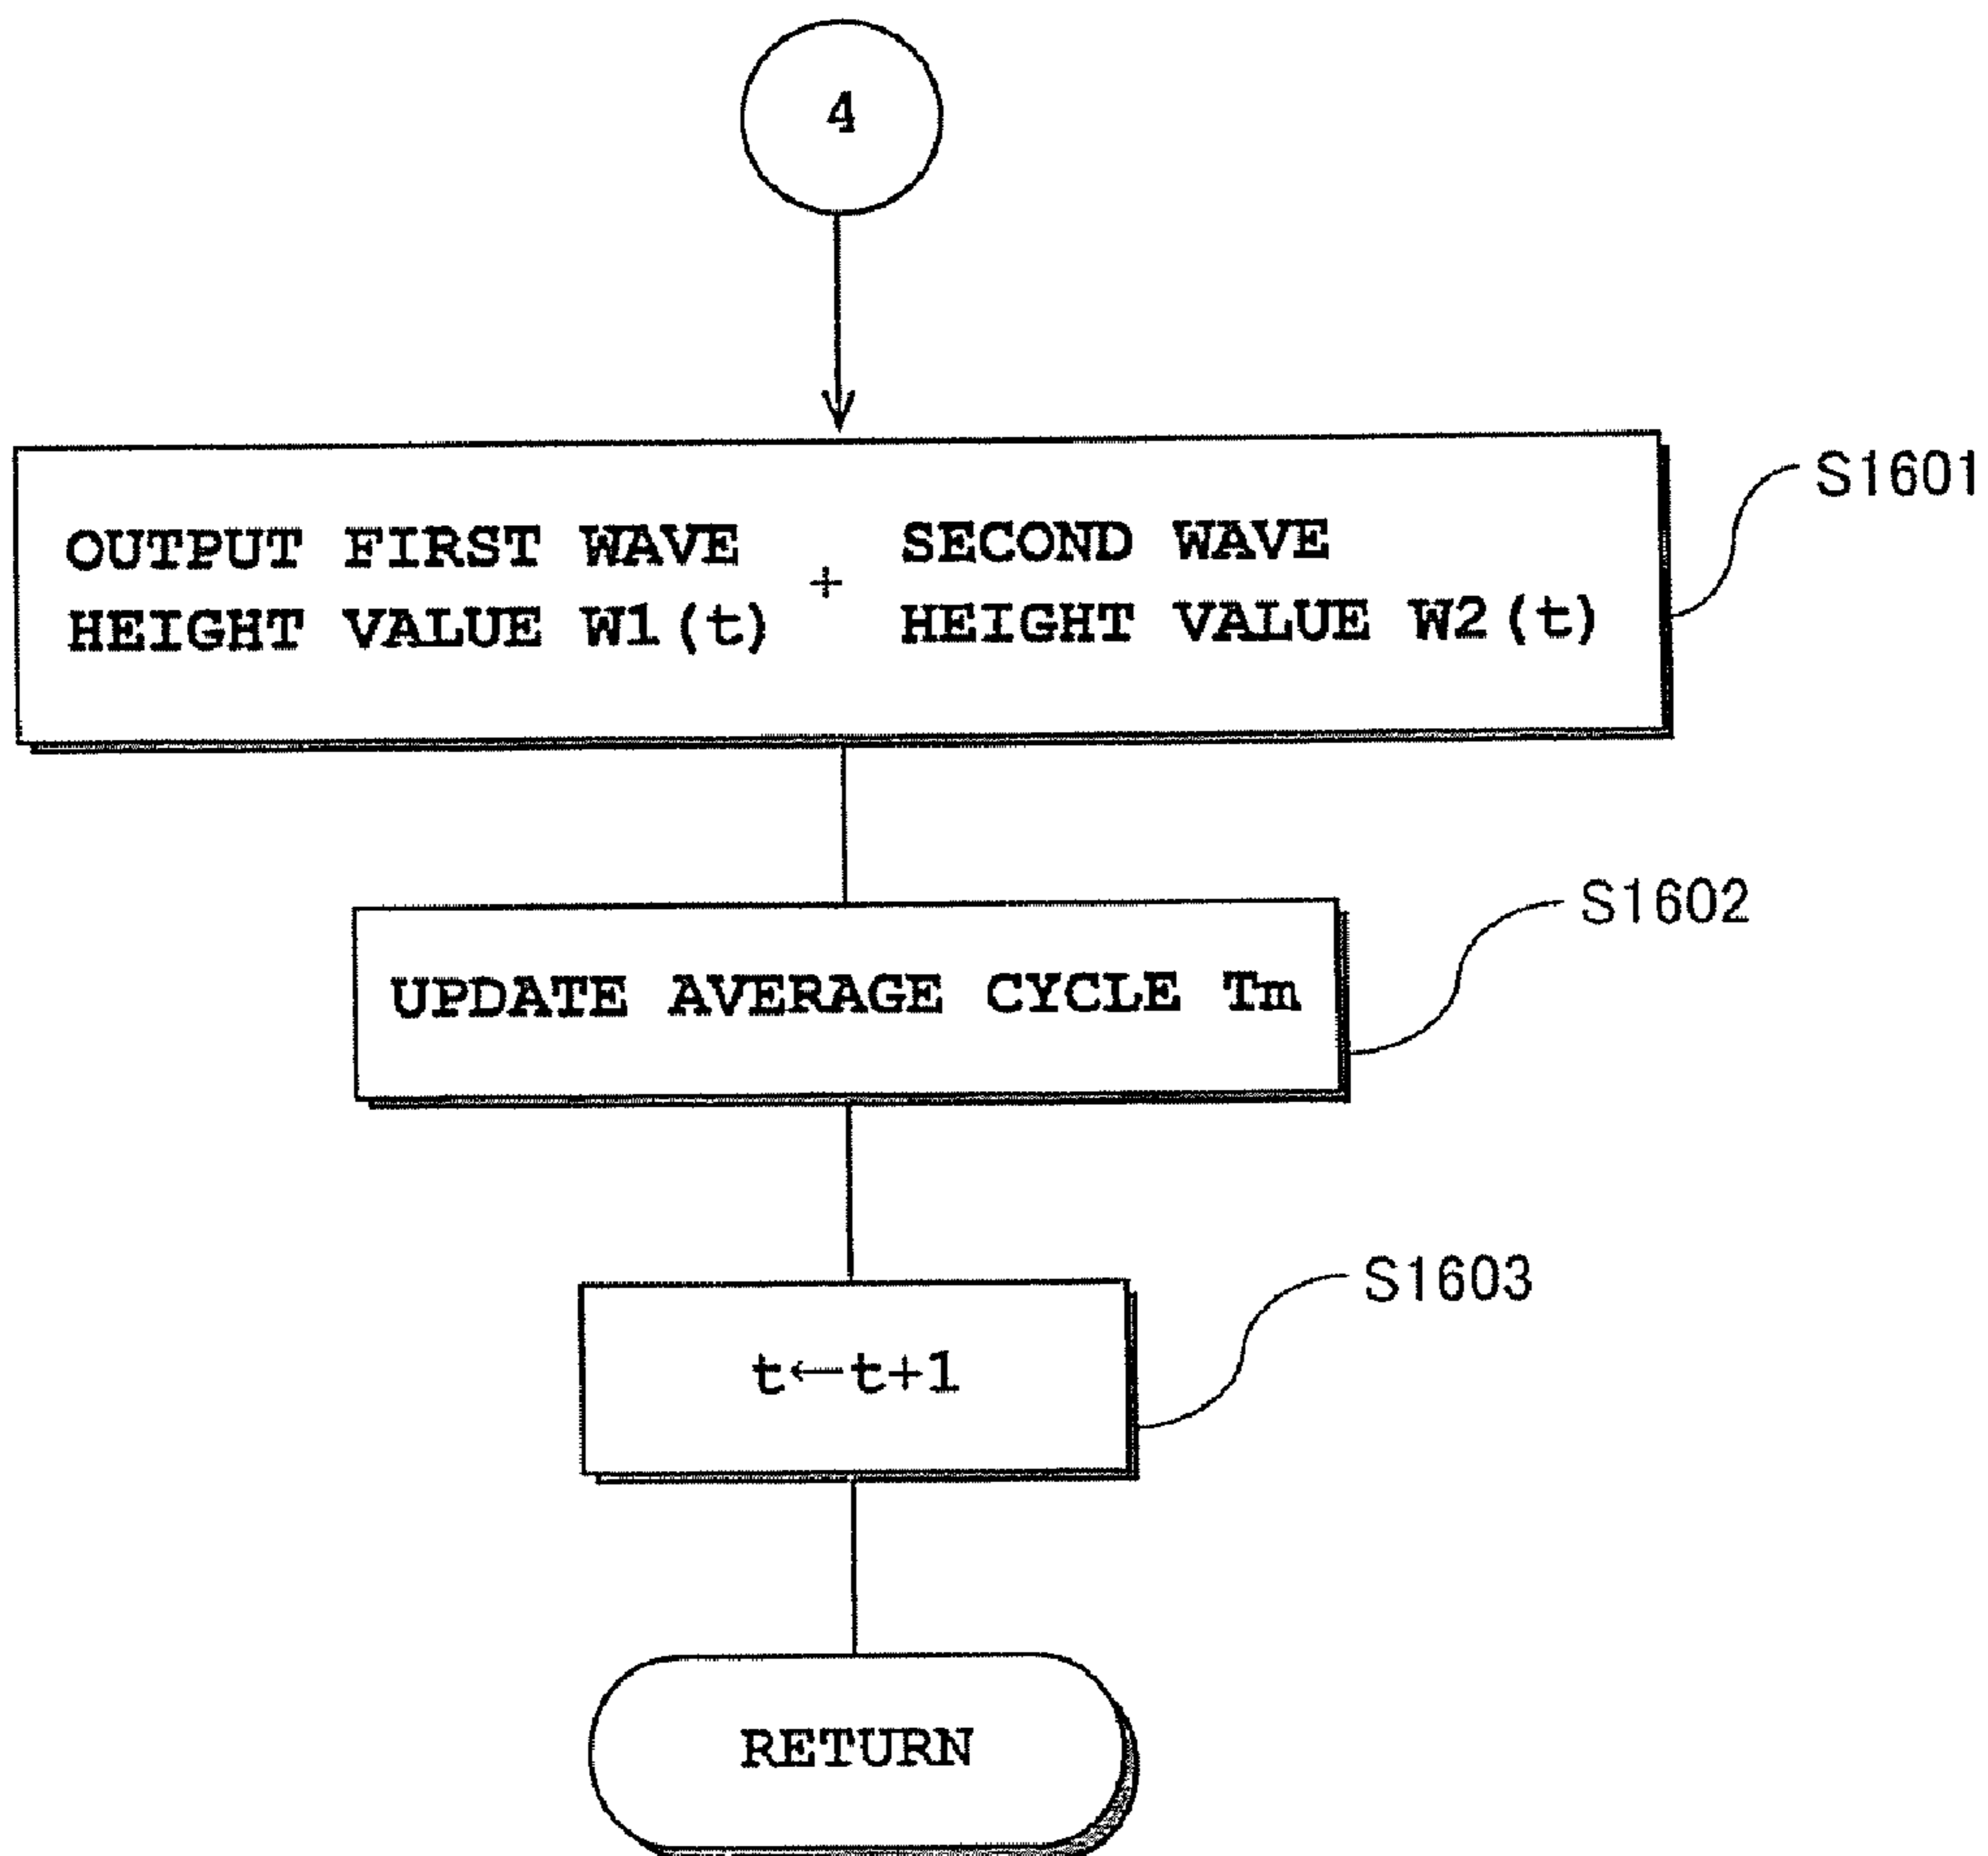 4
OUTPUT FIRST WAVE
HEIGHT VALUE W1(t)
+
SECOND WAVE
HEIGHT VALUE W2(t)
S1601
UPDATE AVERAGE CYCLE Tm
S1602
t←t+1
S1603
RETURN